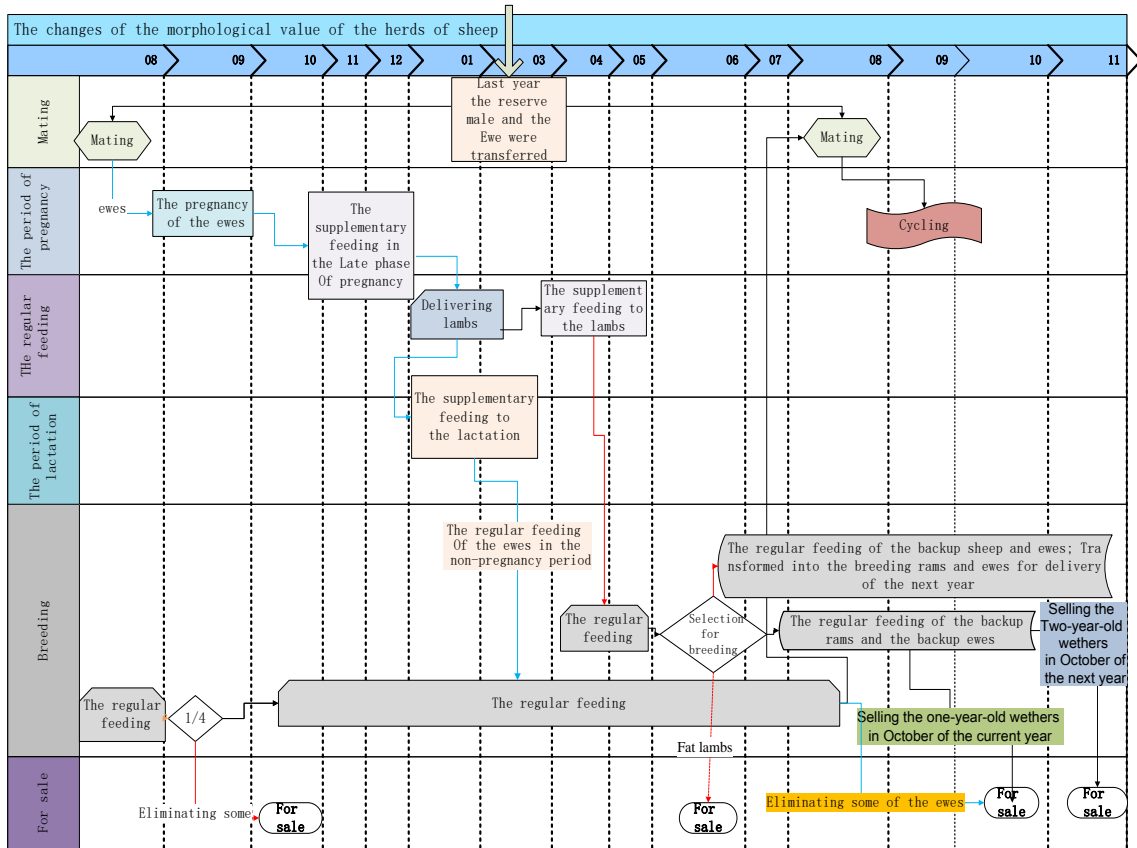 The changes of the morphological value of the herds of sheep
08
09
10
11
12
01
02
03
04
05
06
07
08
09
10
11
Mating
Last year
the reserve
male and the
Ewe were
transferred
Mating
Mating
The period of
pregnancy
ewes
The pregnancy
of the ewes
The
supplementary
feeding in
the Late phase
Of pregnancy
Cycling
THe regular
feeding
Delivering
lambs
The supplement
ary feeding to
the lambs
The period of
lactation
The supplementary
feeding to
the lactation
Breeding
The regular feeding
Of the ewes in the
non-pregnancy period
The regular feeding of the backup sheep and ewes; Tra
nsformed into the breeding rams and ewes for delivery
of the next year
The regular
feeding
Selection
for
breeding
The regular feeding of the backup
rams and the backup ewes
Selling the
Two-year-old
wethers
in October of
the next year
The regular
feeding
1/4
The regular feeding
Selling the one-year-old wethers
in October of the current year
Fat lambs
For sale
Eliminating some
For
sale
For
sale
Eliminating some of the ewes
For
sale
For
sale